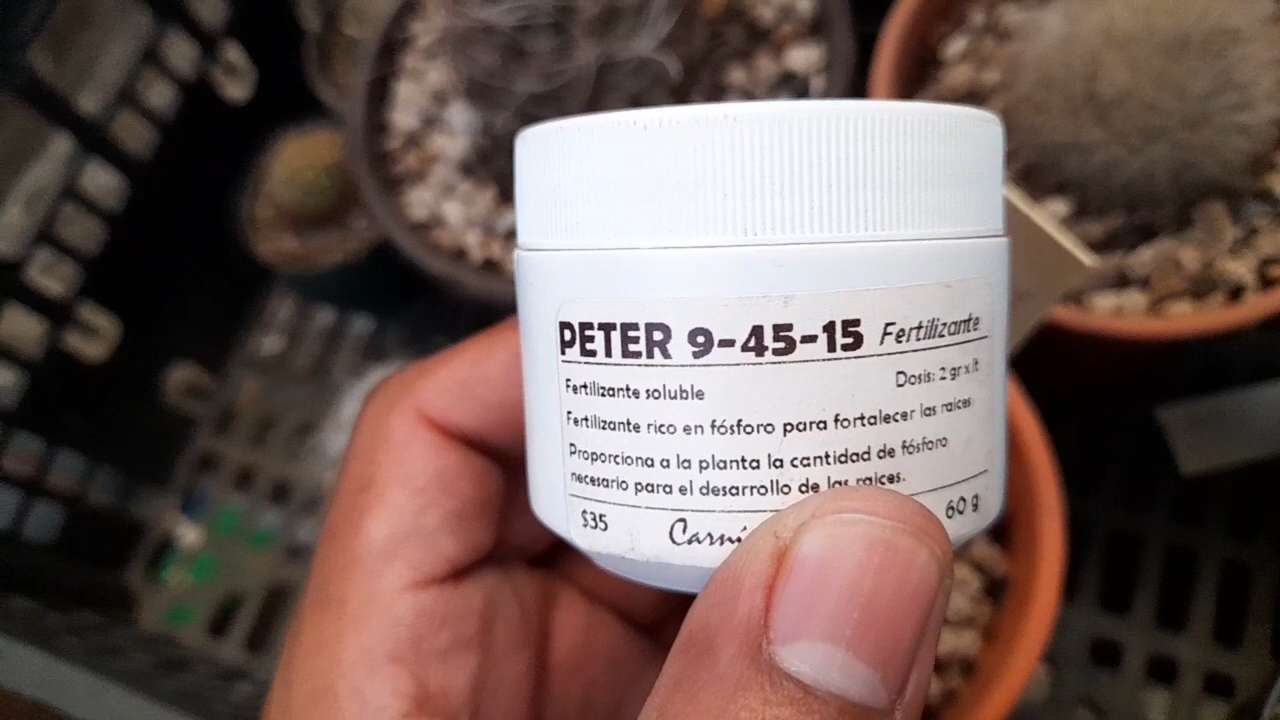 PETER 9-45-15 Fertilizante
Fertilizante soluble Dosis: 2 gr x lt
Fertilizante rico en fósforo para fortalecer las raices
Proporciona a la planta la cantidad de fósforo
necesario para el desarrollo de las raices.
$35 60 g